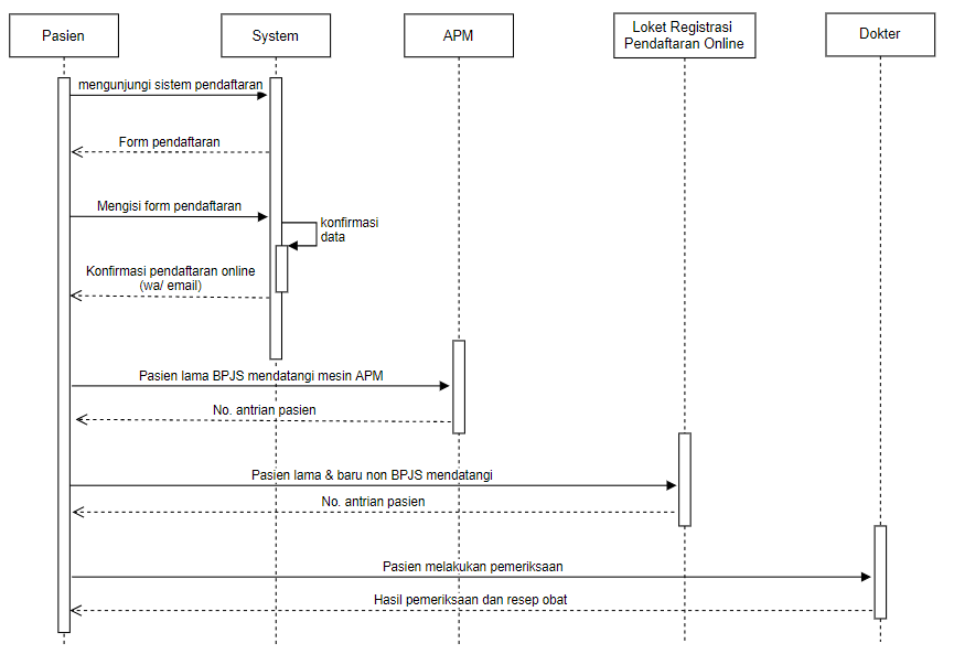 Pasien
System
APM
Loket Registrasi
Pendaftaran Online
Dokter
mengunjungi sistem pendaftaran
Form pendaftaran
Mengisi form pendaftaran
konfirmasi
data
Konfirmasi pendaftaran online
(wa/ email)
Pasien lama BPJS mendatangi mesin APM
No. antrian pasien
Pasien lama & baru non BPJS mendatangi
No. antrian pasien
Pasien melakukan pemeriksaan
Hasil pemeriksaan dan resep obat